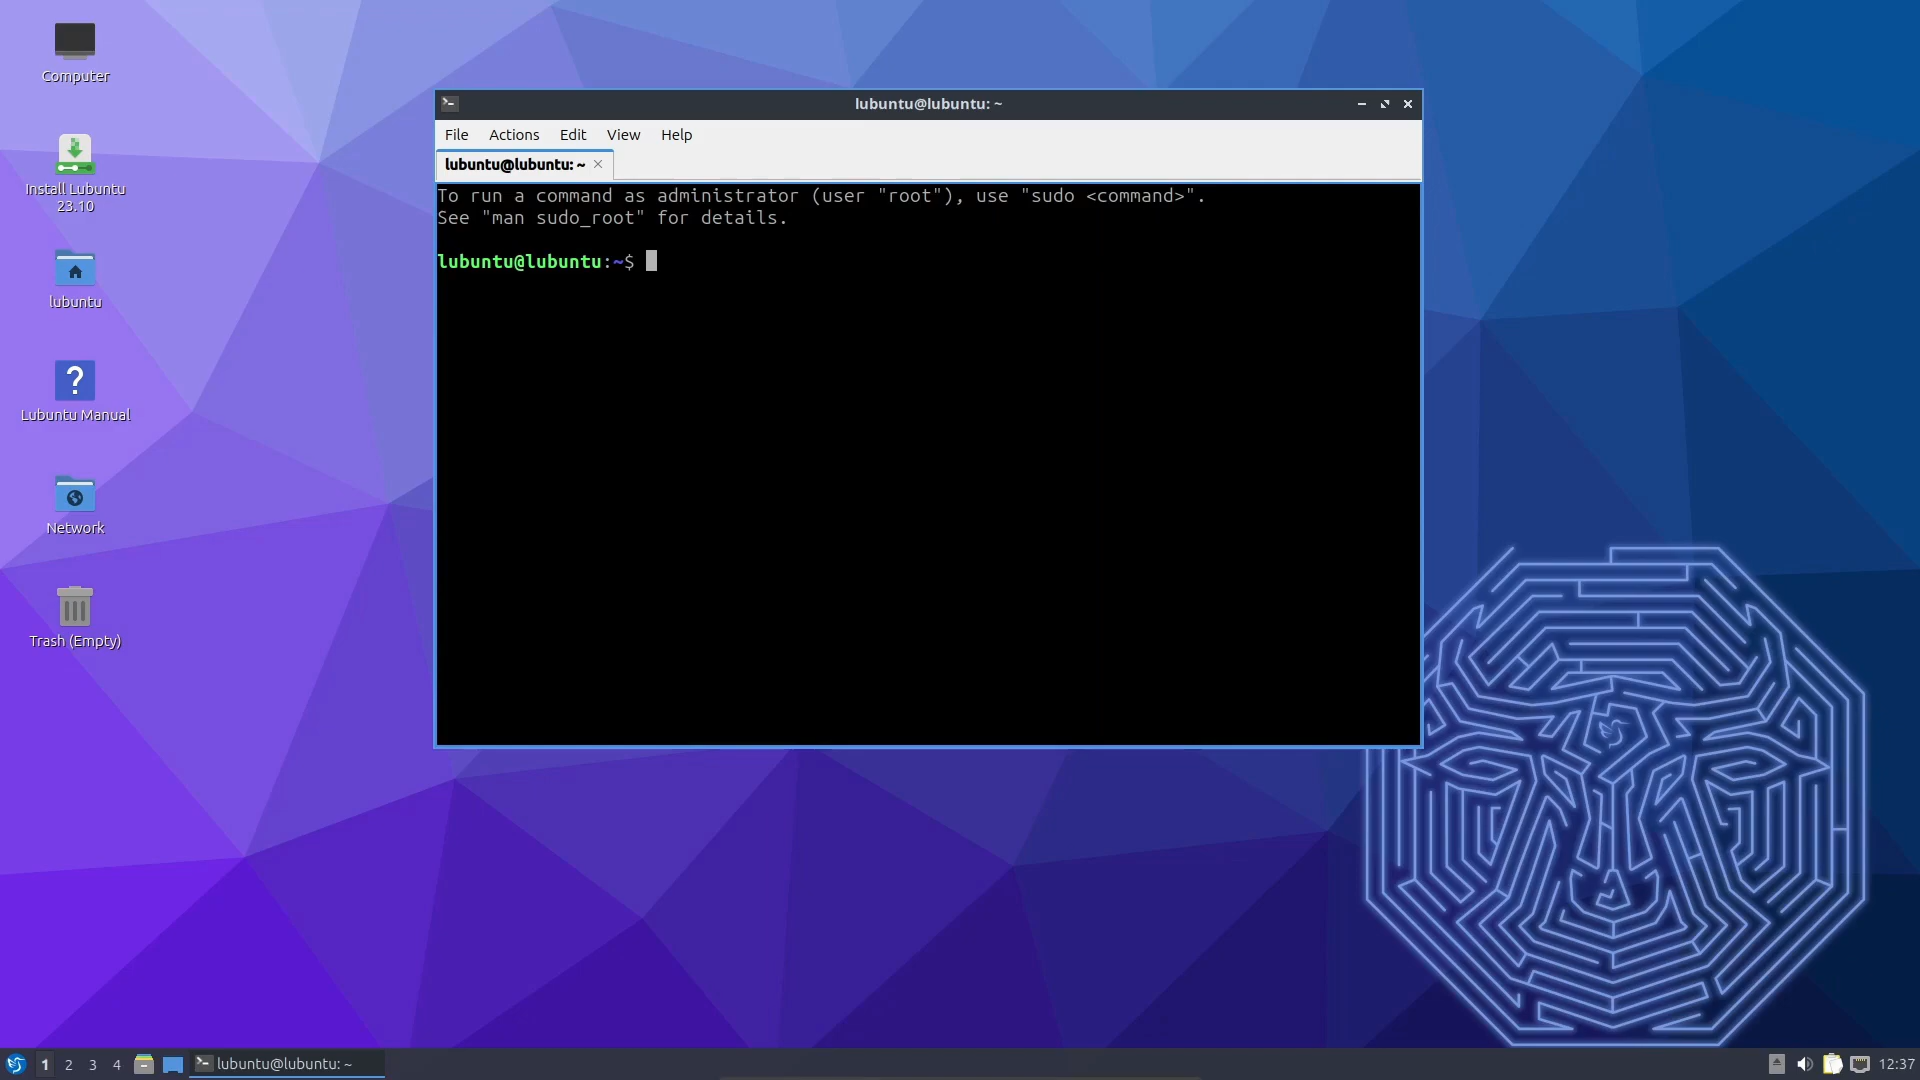 Computer
Install Lubuntu
23.10
lubuntu
Lubuntu Manual
Network
Trash (Empty)
lubuntu@lubuntu: ~
File Actions Edit View Help
lubuntu@lubuntu: ~
To run a command as administrator (user "root"), use "sudo <command>".
See "man sudo_root" for details.
lubuntu@lubuntu:~$
1 2 3 4 lubuntu@lubuntu: ~ 12:37